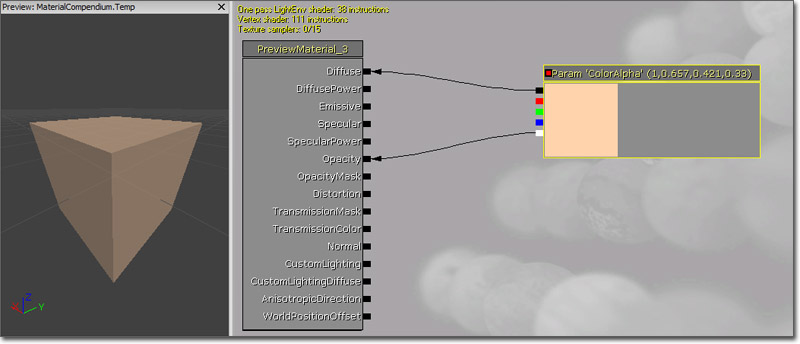 Preview: MaterialCompendium.Temp
One pass LightEnv shader: 38 instructions
Vertex shader: 111 instructions
Texture samplers: 0/15
PreviewMaterial_3
Diffuse
DiffusePower
Emissive
Specular
SpecularPower
Opacity
OpacityMask
Distortion
TransmissionMask
TransmissionColor
Normal
CustomLighting
CustomLightingDiffuse
AnisotropicDirection
WorldPositionOffset
Param 'ColorAlpha' (1,0.657,0.421,0.33)
Z
X
Y